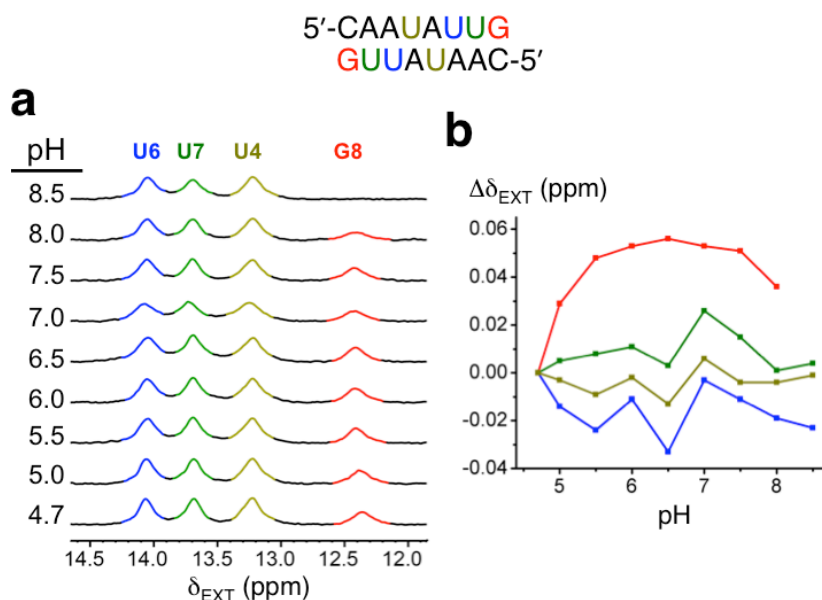 5′-CAAUAUUG
GUUAUAAC-5′
a
pH
U6 U7 U4 G8
8.5
8.0
7.5
7.0
6.5
6.0
5.5
5.0
4.7
14.5 14.0 13.5 13.0 12.5 12.0
δEXT (ppm)
b
ΔδEXT (ppm)
0.06
0.04
0.02
0.00
-0.02
-0.04
5 6 7 8
pH